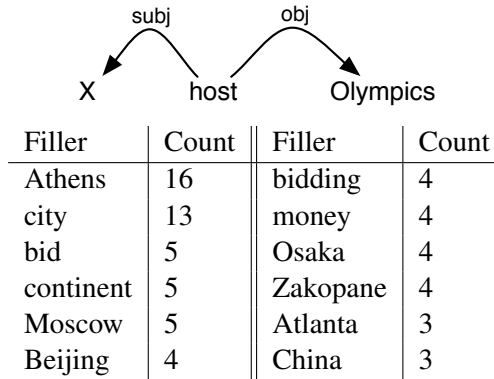 subj obj
X host Olympics
Filler Count Filler Count
Athens 16 bidding 4
city 13 money 4
bid 5 Osaka 4
continent 5 Zakopane 4
Moscow 5 Atlanta 3
Beijing 4 China 3